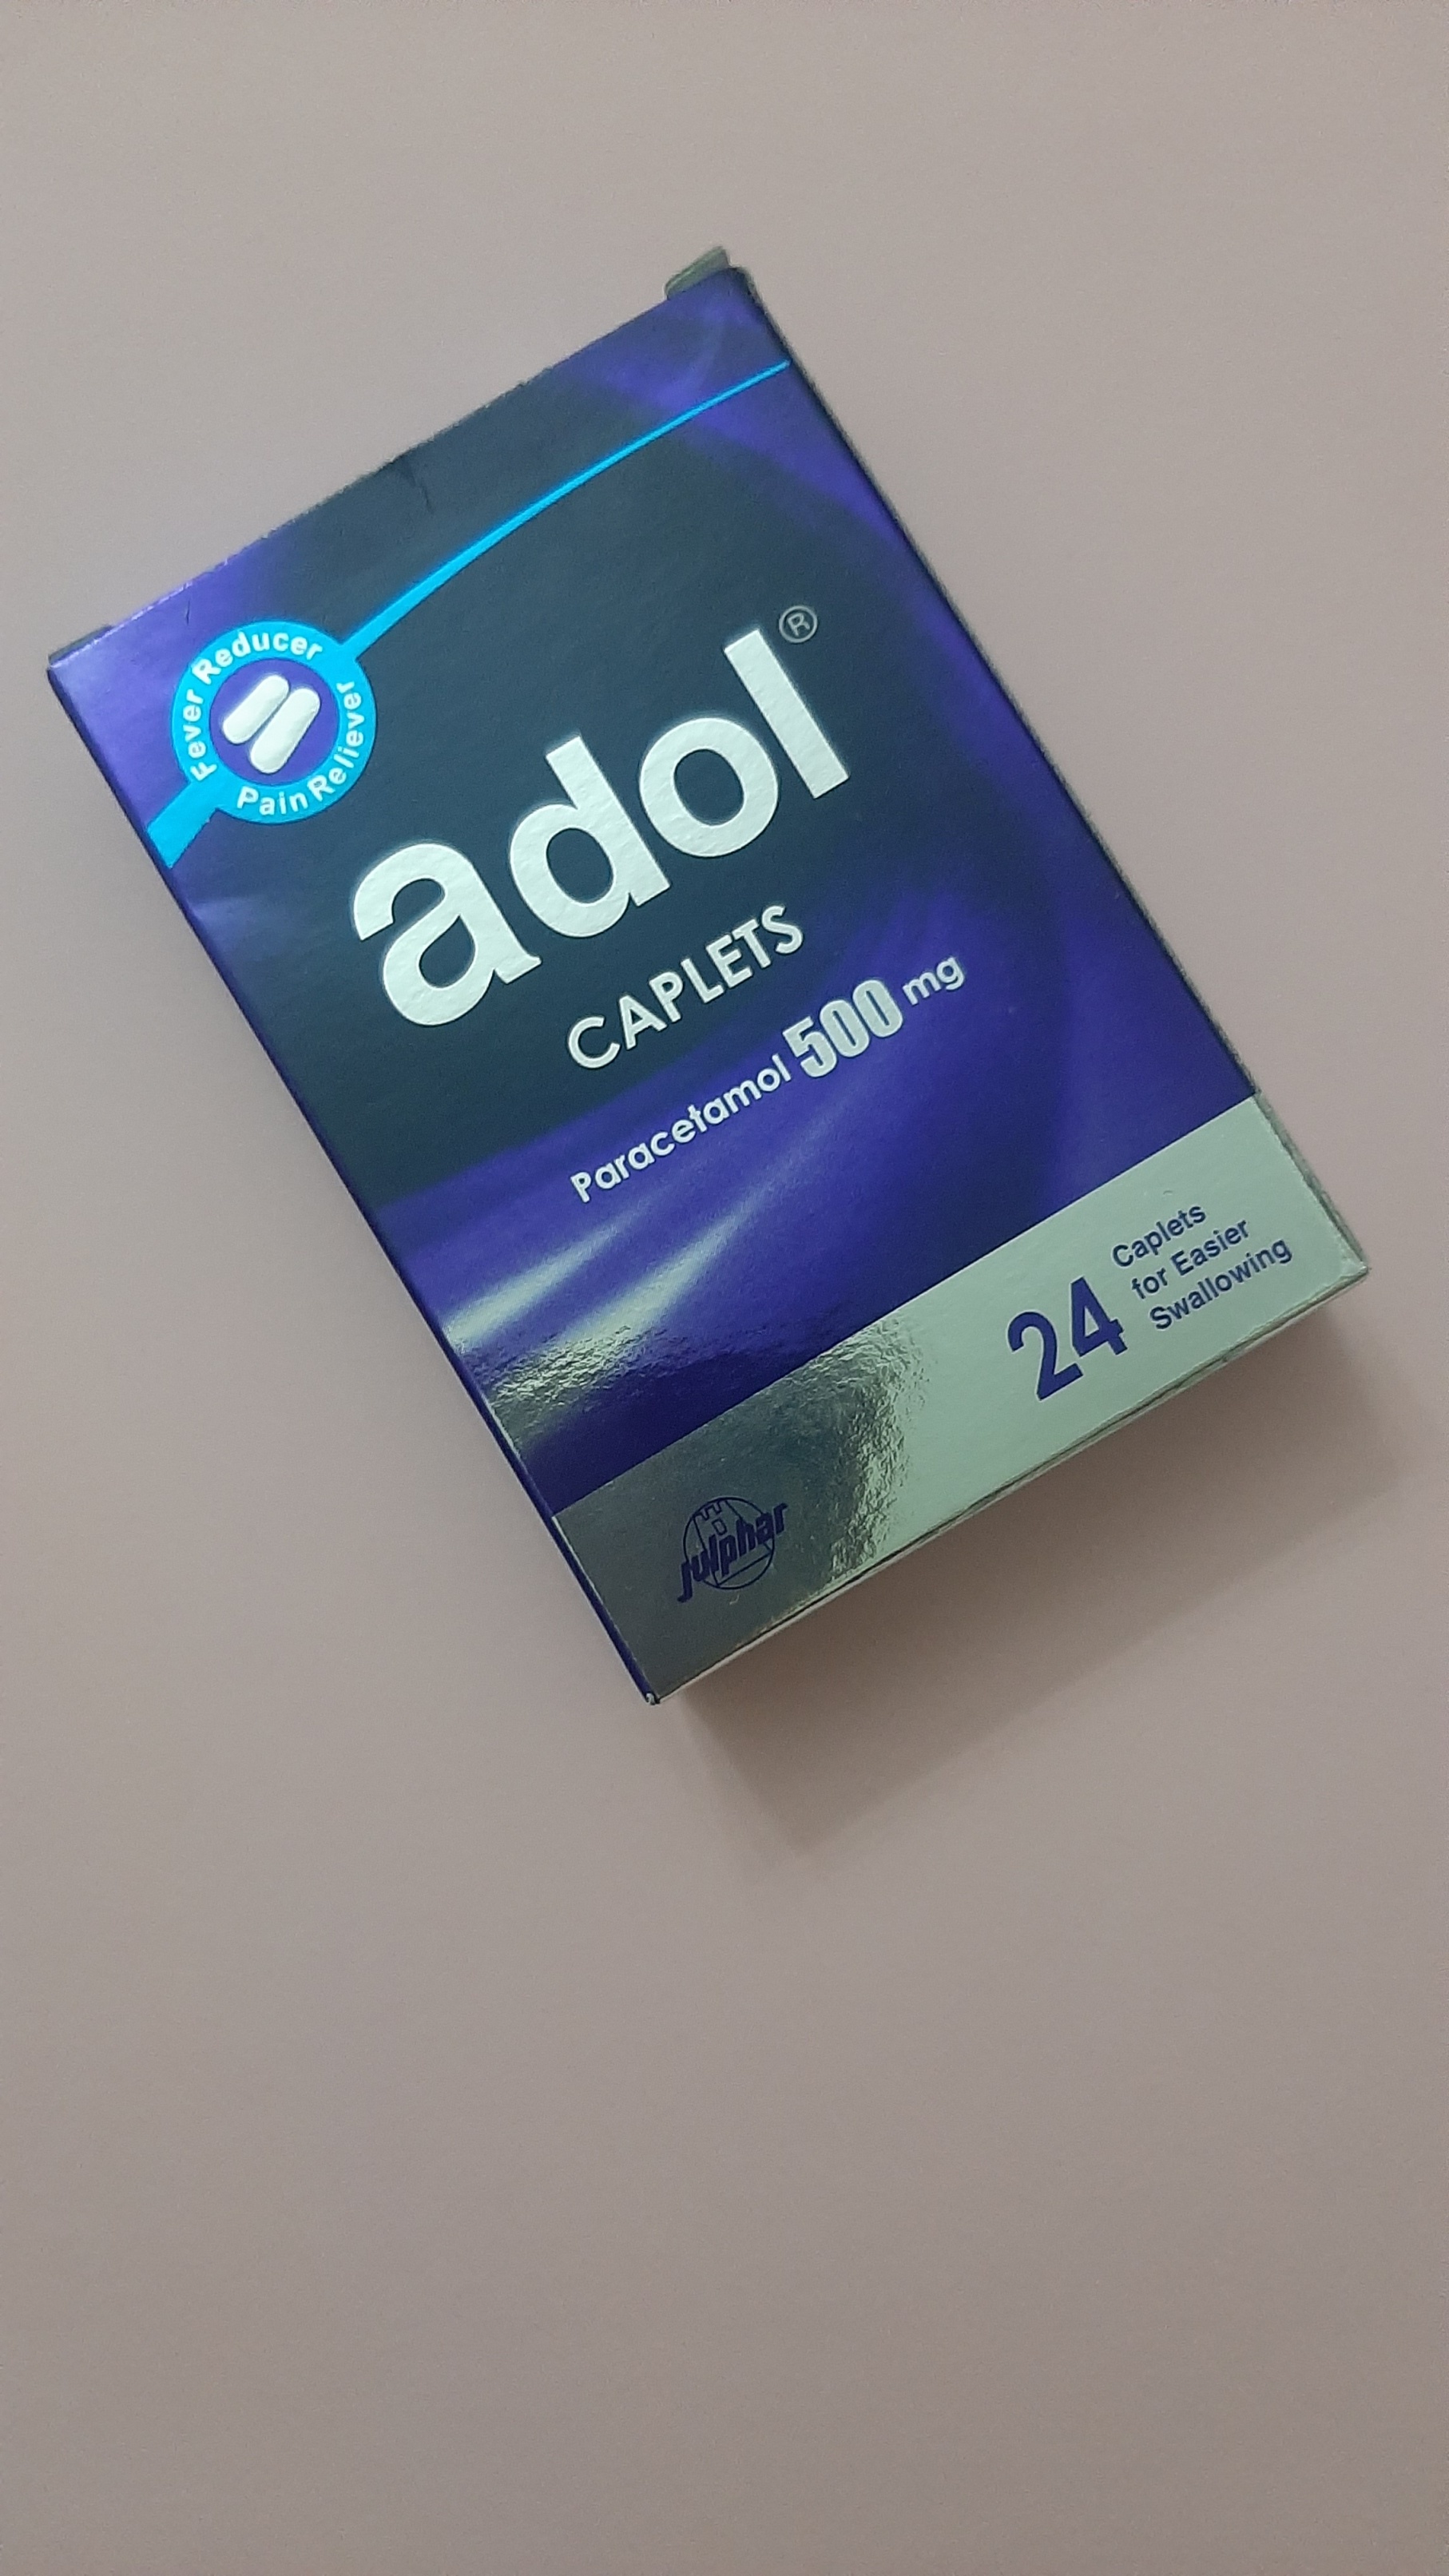 Fever Reducer
Pain Reliever
adol®
CAPLETS
Paracetamol 500 mg
24
Caplets
for Easier
Swallowing
julphar